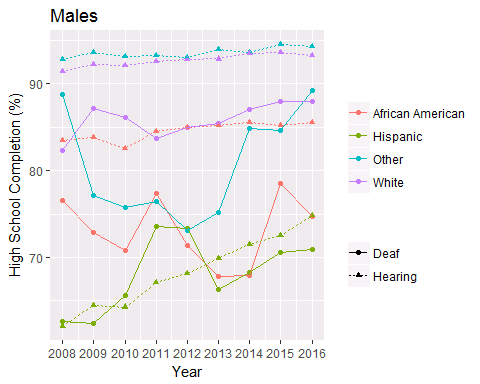 Males
High School Completion (%)
90
80
70
2008 2009 2010 2011 2012 2013 2014 2015 2016
Year
African American
Hispanic
Other
White
Deaf
Hearing